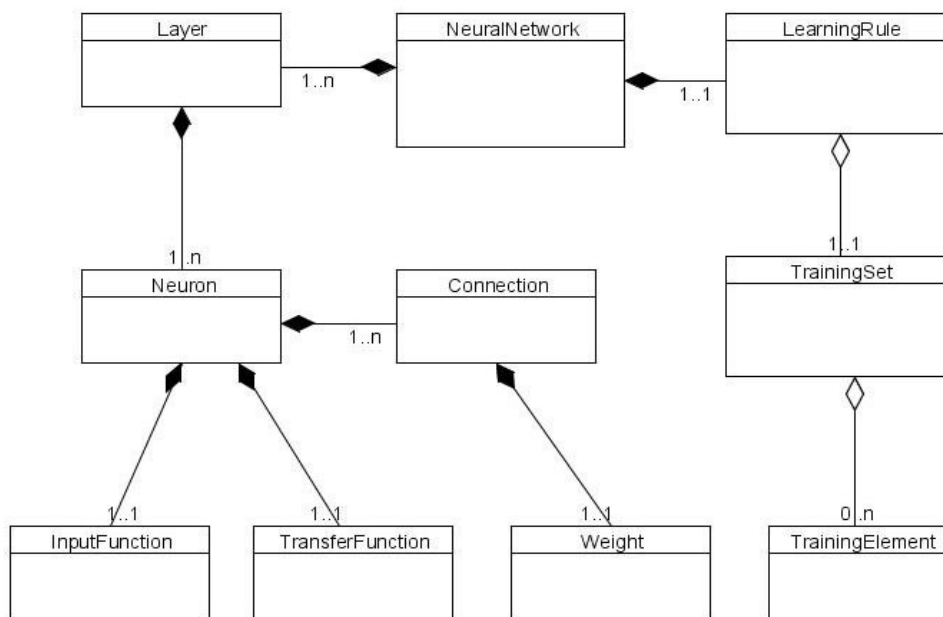 Layer
NeuralNetwork
LearningRule
1..n
1..1
1..n
1..1
Neuron
Connection
TrainingSet
1..n
1..1
1..1
1..1
0..n
InputFunction
TransferFunction
Weight
TrainingElement